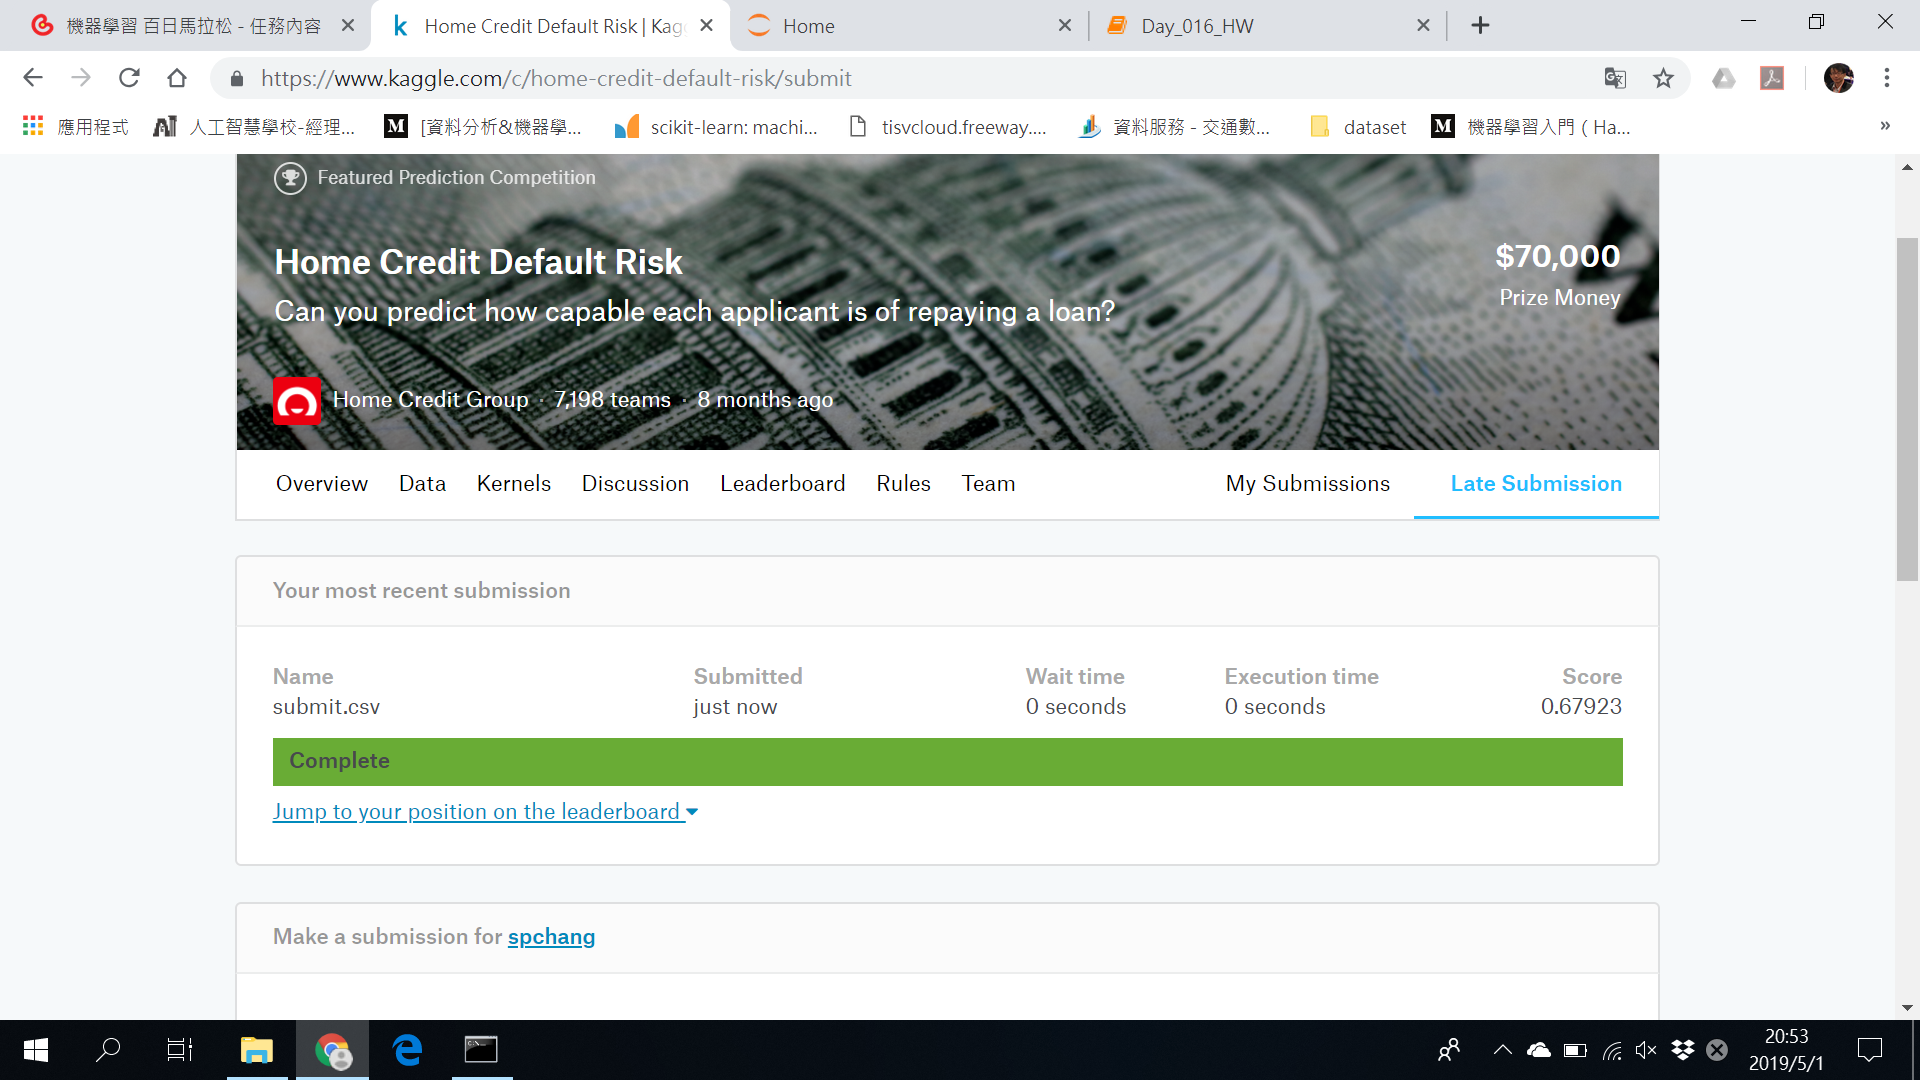 機器學習 百日馬拉松 - 任務內容
Home Credit Default Risk | Kag
Home
Day_016_HW
https://www.kaggle.com/c/home-credit-default-risk/submit
應用程式
人工智慧學校-經理...
[資料分析&機器學...
scikit-learn: machi...
tisvcloud.freeway....
資料服務 - 交通數...
dataset
機器學習入門 ( Ha...
»
Featured Prediction Competition
Home Credit Default Risk
$70,000
Can you predict how capable each applicant is of repaying a loan?
Prize Money
Home Credit Group · 7,198 teams · 8 months ago
Overview Data Kernels Discussion Leaderboard Rules Team My Submissions Late Submission
Your most recent submission
Name Submitted Wait time Execution time Score
submit.csv just now 0 seconds 0 seconds 0.67923
Complete
Jump to your position on the leaderboard
Make a submission for spchang
20:53
2019/5/1